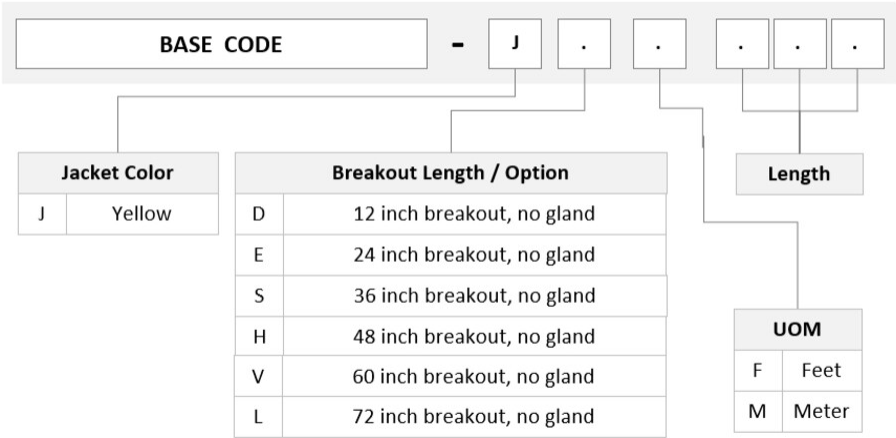 BASE CODE - J . . . . .
Jacket Color
J Yellow
Breakout Length / Option
D 12 inch breakout, no gland
E 24 inch breakout, no gland
S 36 inch breakout, no gland
H 48 inch breakout, no gland
V 60 inch breakout, no gland
L 72 inch breakout, no gland
Length
UOM
F Feet
M Meter